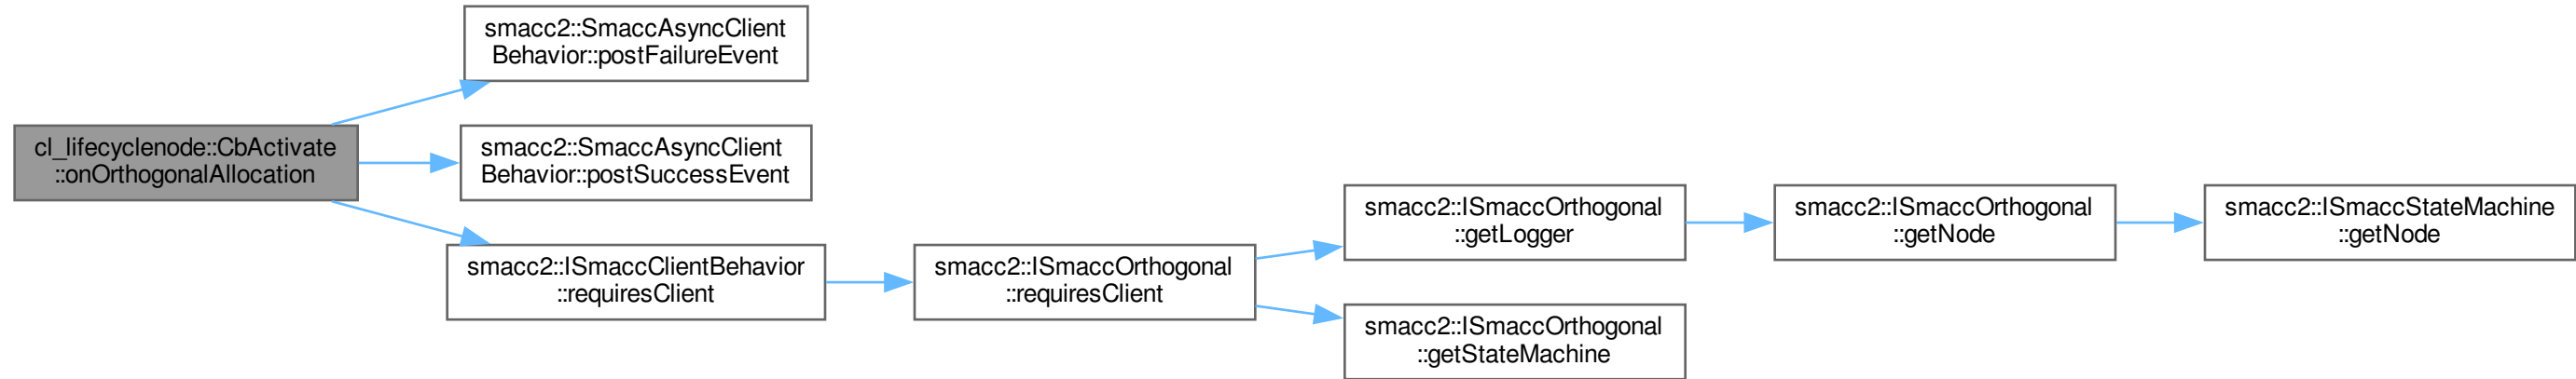 smacc2::SmaccAsyncClient
Behavior::postFailureEvent
cl_lifecyclenode::CbActivate
::onOrthogonalAllocation
smacc2::SmaccAsyncClient
Behavior::postSuccessEvent
smacc2::ISmaccClientBehavior
::requiresClient
smacc2::ISmaccOrthogonal
::requiresClient
smacc2::ISmaccOrthogonal
::getLogger
smacc2::ISmaccOrthogonal
::getNode
smacc2::ISmaccStateMachine
::getNode
smacc2::ISmaccOrthogonal
::getStateMachine